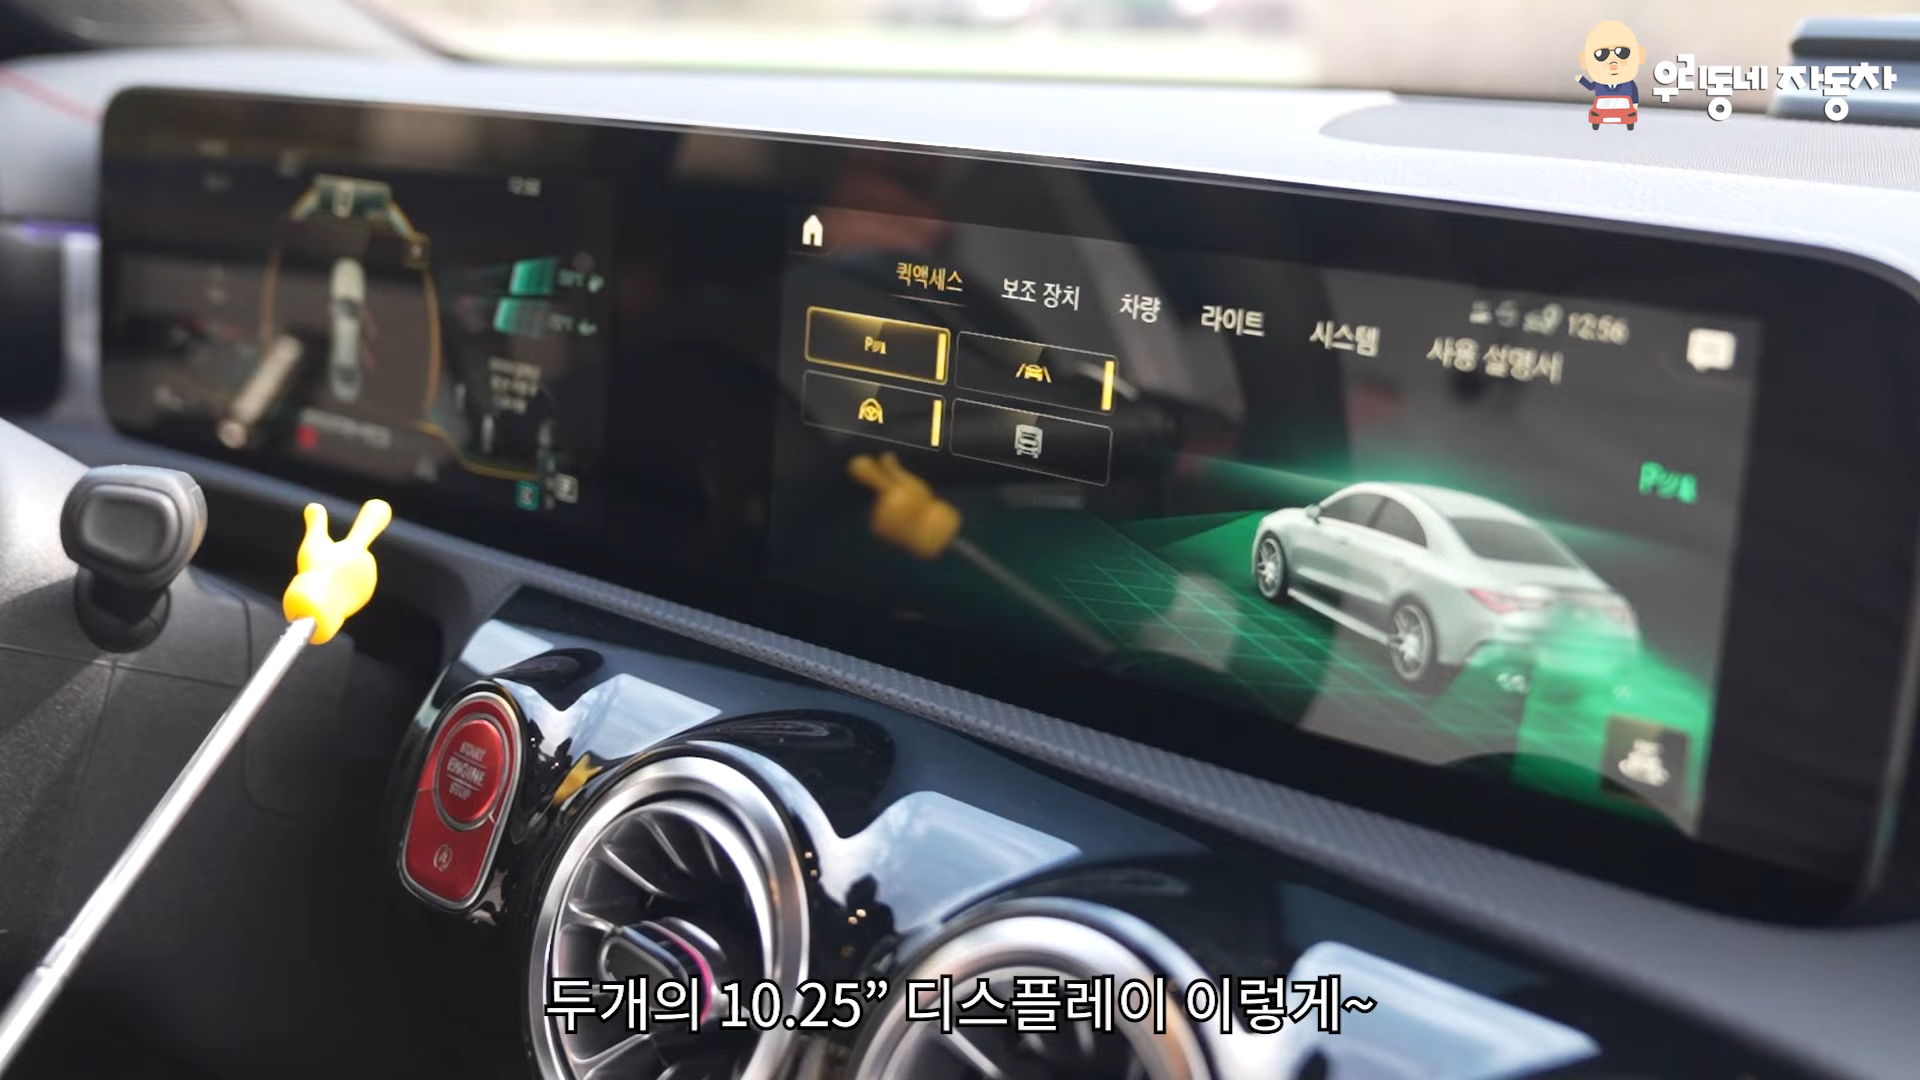 우리동네 자동차
12:56
퀵액세스 보조 장치 차량 라이트 시스템 사용 설명서
START
ENGINE
STOP
두개의 10.25” 디스플레이 이렇게~